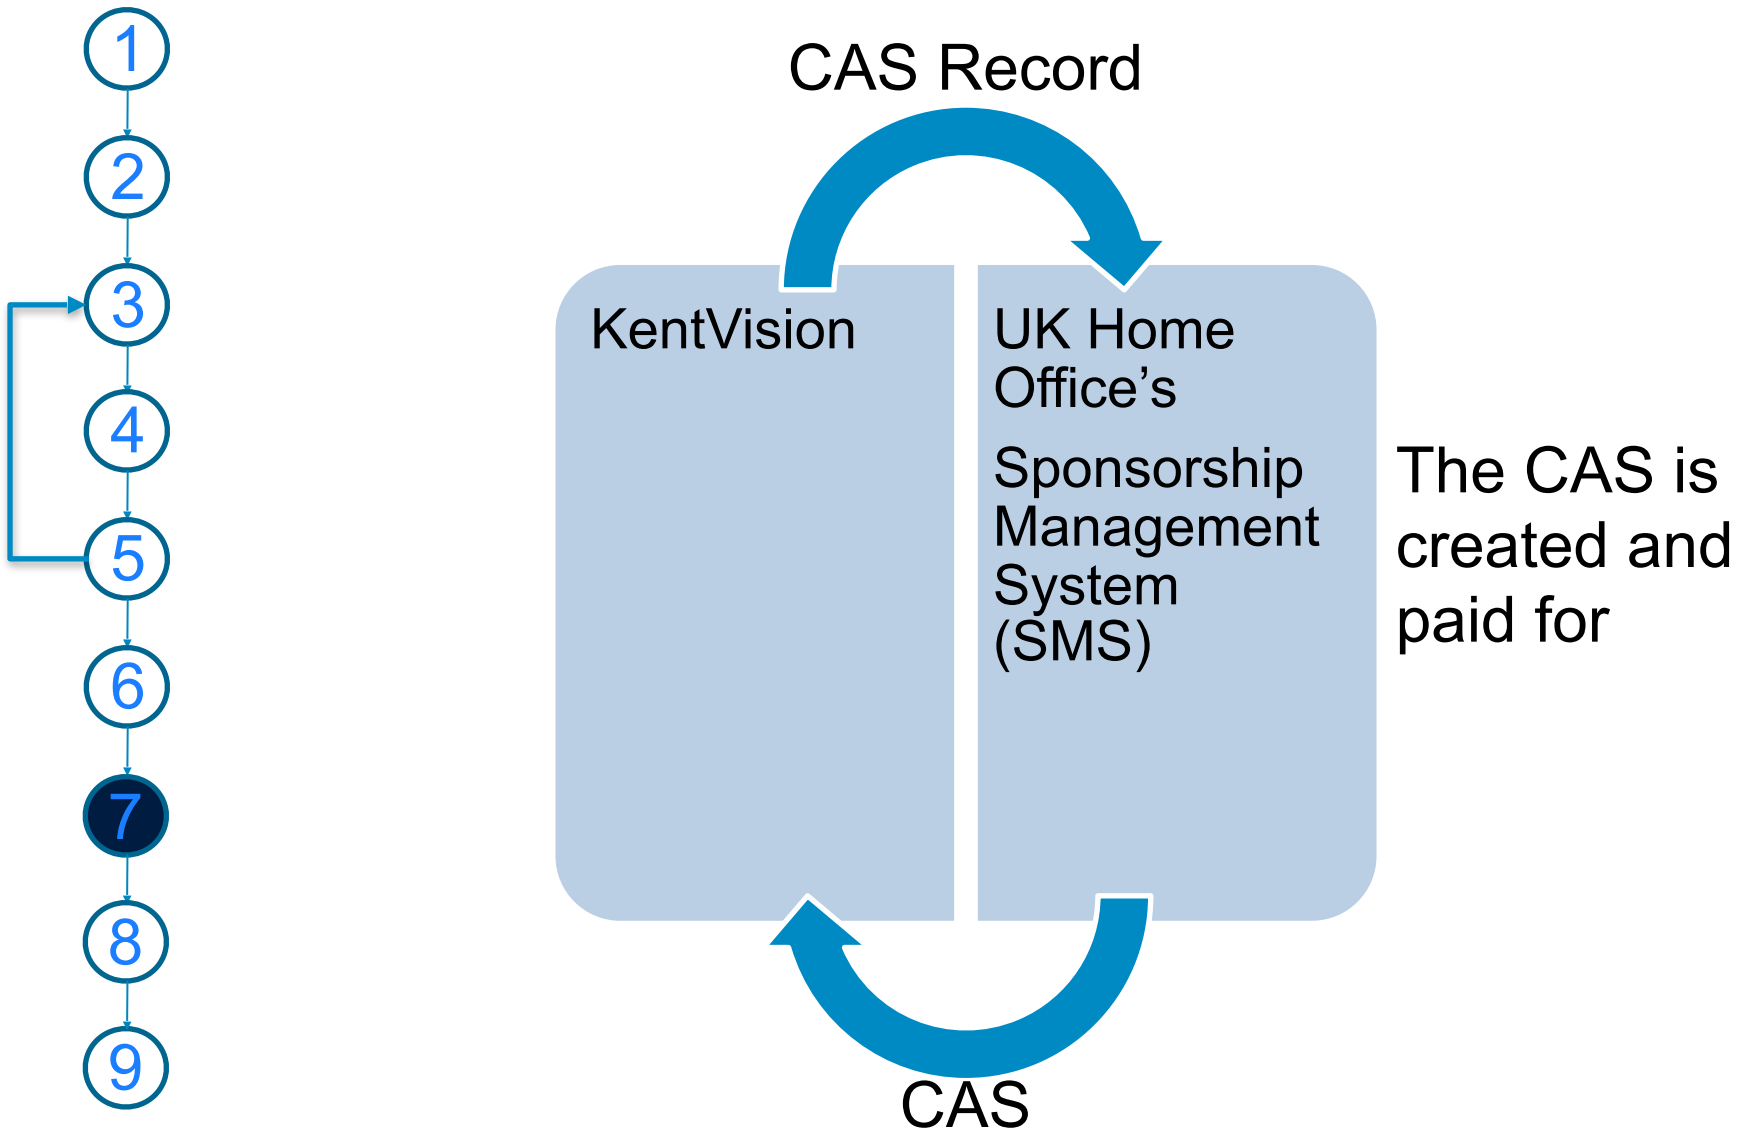 1
2
3
4
5
6
7
8
9
CAS Record
KentVision
UK Home
Office’s
Sponsorship
Management
System
(SMS)
The CAS is
created and
paid for
CAS